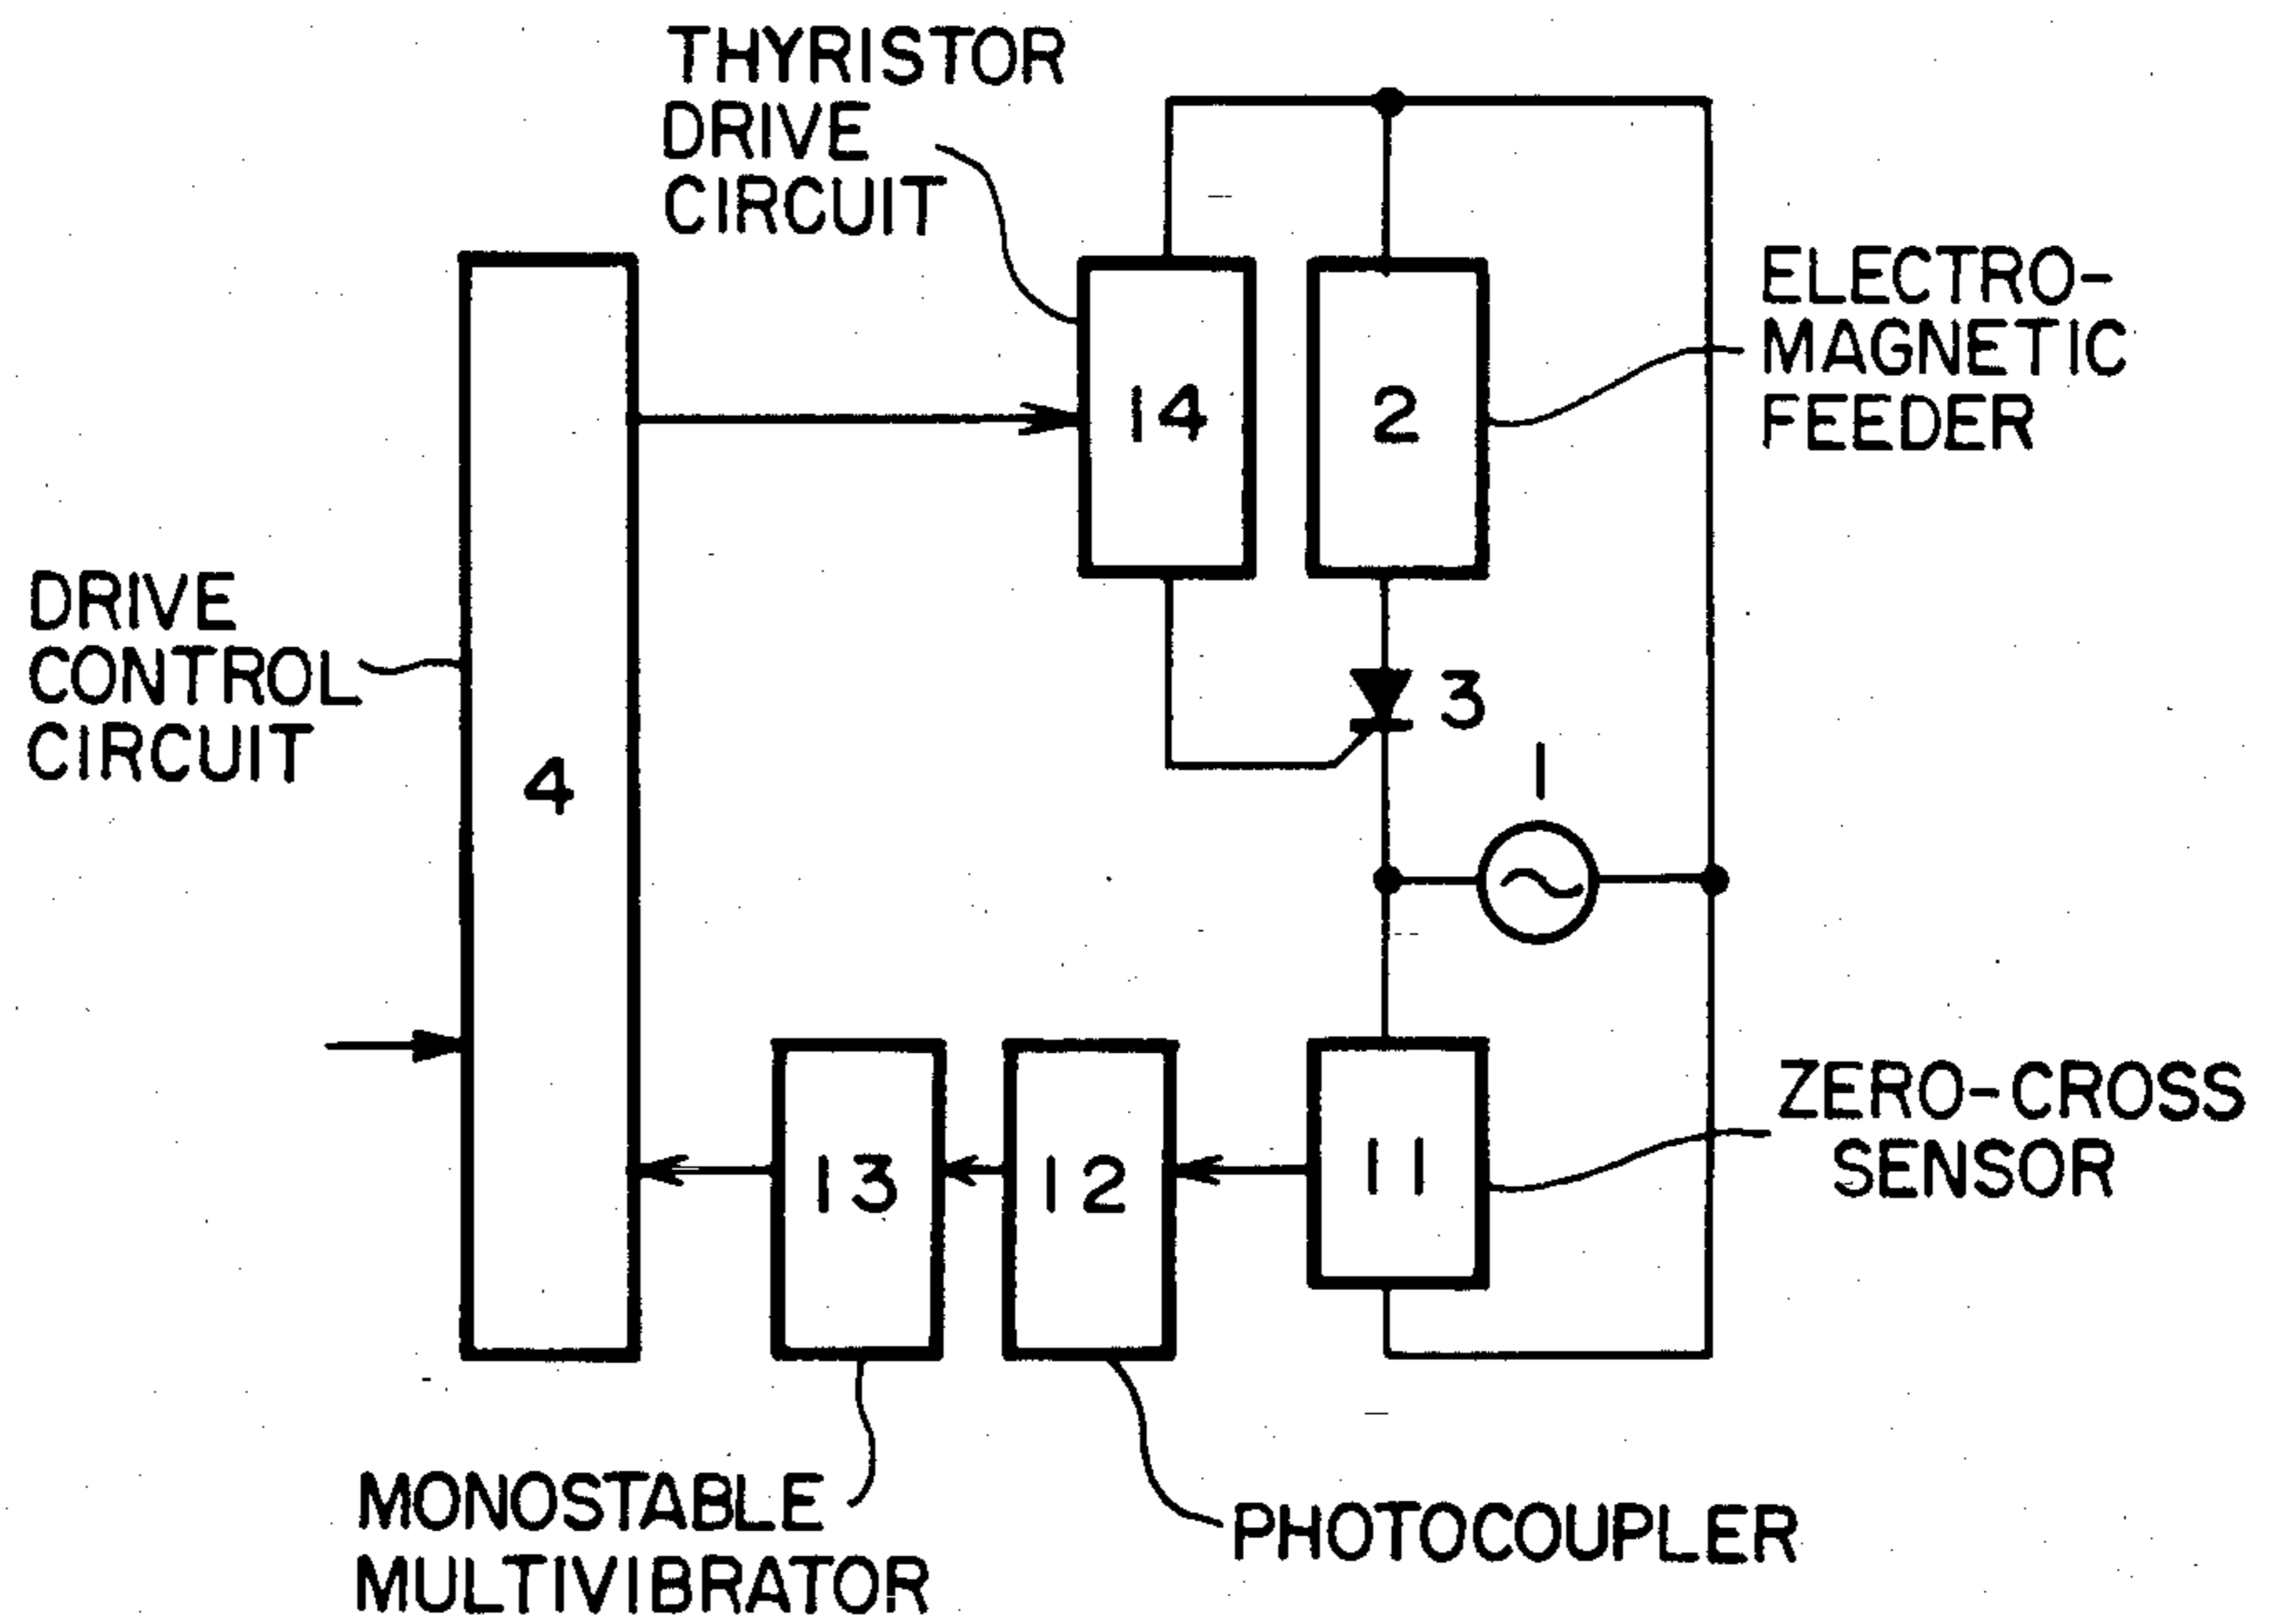 THYRISTOR
DRIVE
CIRCUIT
ELECTRO-
MAGNETIC
FEEDER
14
2
DRIVE
CONTROL
CIRCUIT
3
1
4
ZERO-CROSS
SENSOR
13
12
11
MONOSTABLE
MULTIVIBRATOR
PHOTOCOUPLER